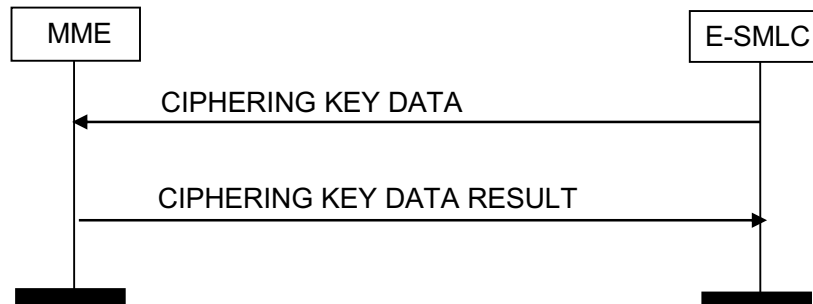 MME
E-SMLC
CIPHERING KEY DATA
CIPHERING KEY DATA RESULT